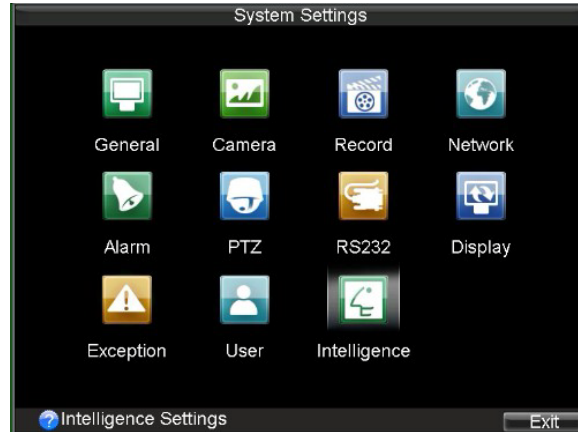 System Settings
General Camera Record Network
Alarm PTZ RS232 Display
Exception User Intelligence
Intelligence Settings Exit